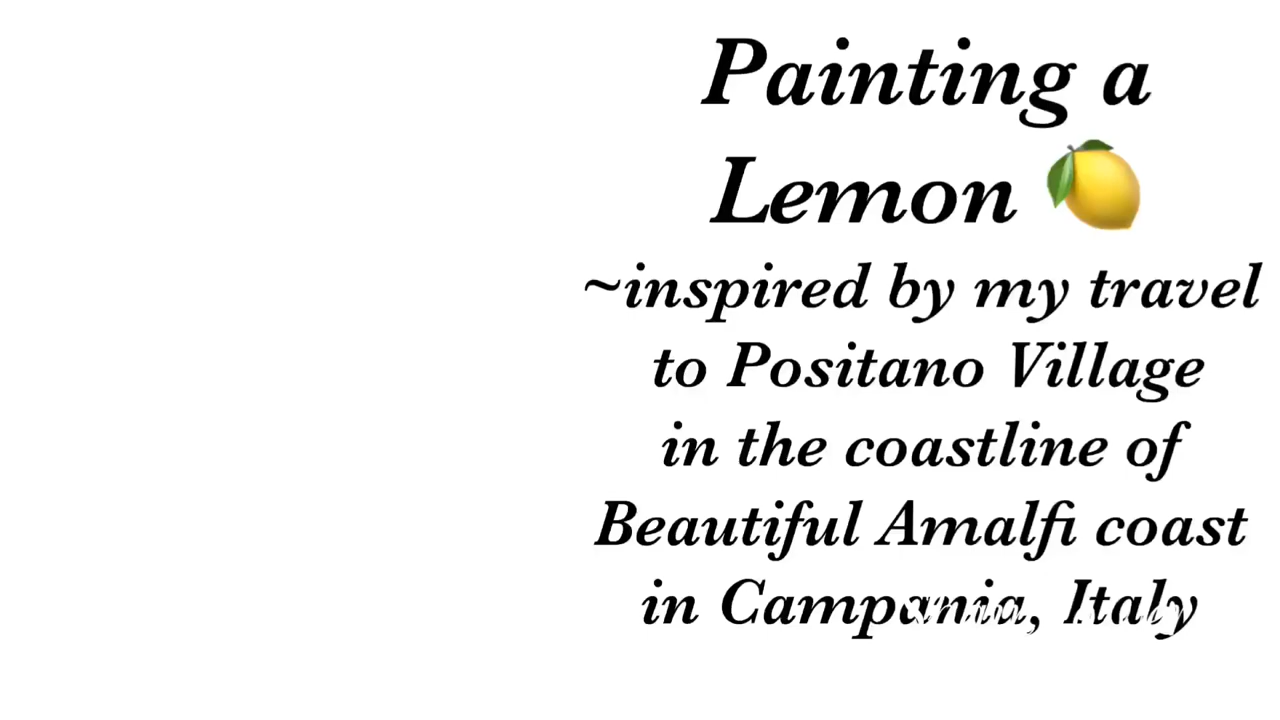 Painting a
Lemon 🍋
~inspired by my travel
to Positano Village
in the coastline of
Beautiful Amalfi coast
in Campania, Italy